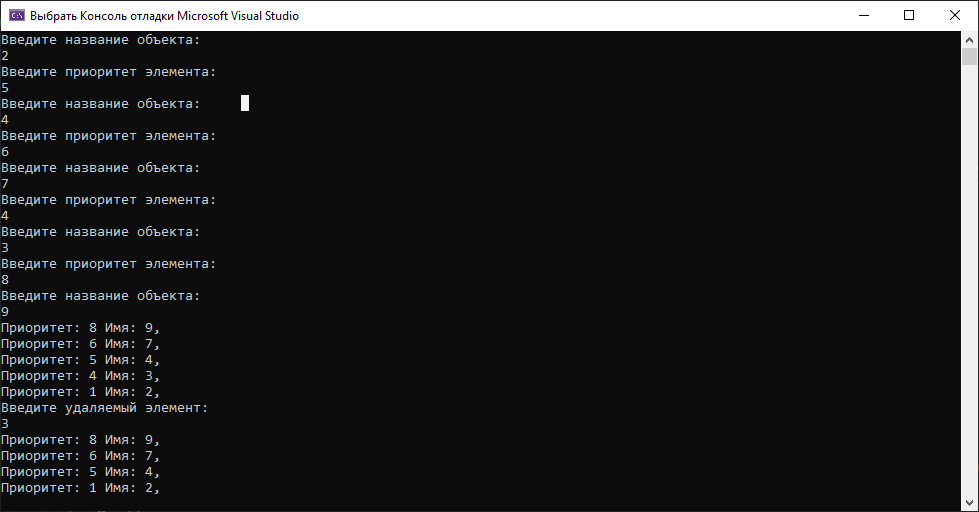 Выбрать Консоль отладки Microsoft Visual Studio
Введите название объекта:
2
Введите приоритет элемента:
5
Введите название объекта:
4
Введите приоритет элемента:
6
Введите название объекта:
7
Введите приоритет элемента:
4
Введите название объекта:
3
Введите приоритет элемента:
8
Введите название объекта:
9
Приоритет: 8 Имя: 9,
Приоритет: 6 Имя: 7,
Приоритет: 5 Имя: 4,
Приоритет: 4 Имя: 3,
Приоритет: 1 Имя: 2,
Введите удаляемый элемент:
3
Приоритет: 8 Имя: 9,
Приоритет: 6 Имя: 7,
Приоритет: 5 Имя: 4,
Приоритет: 1 Имя: 2,